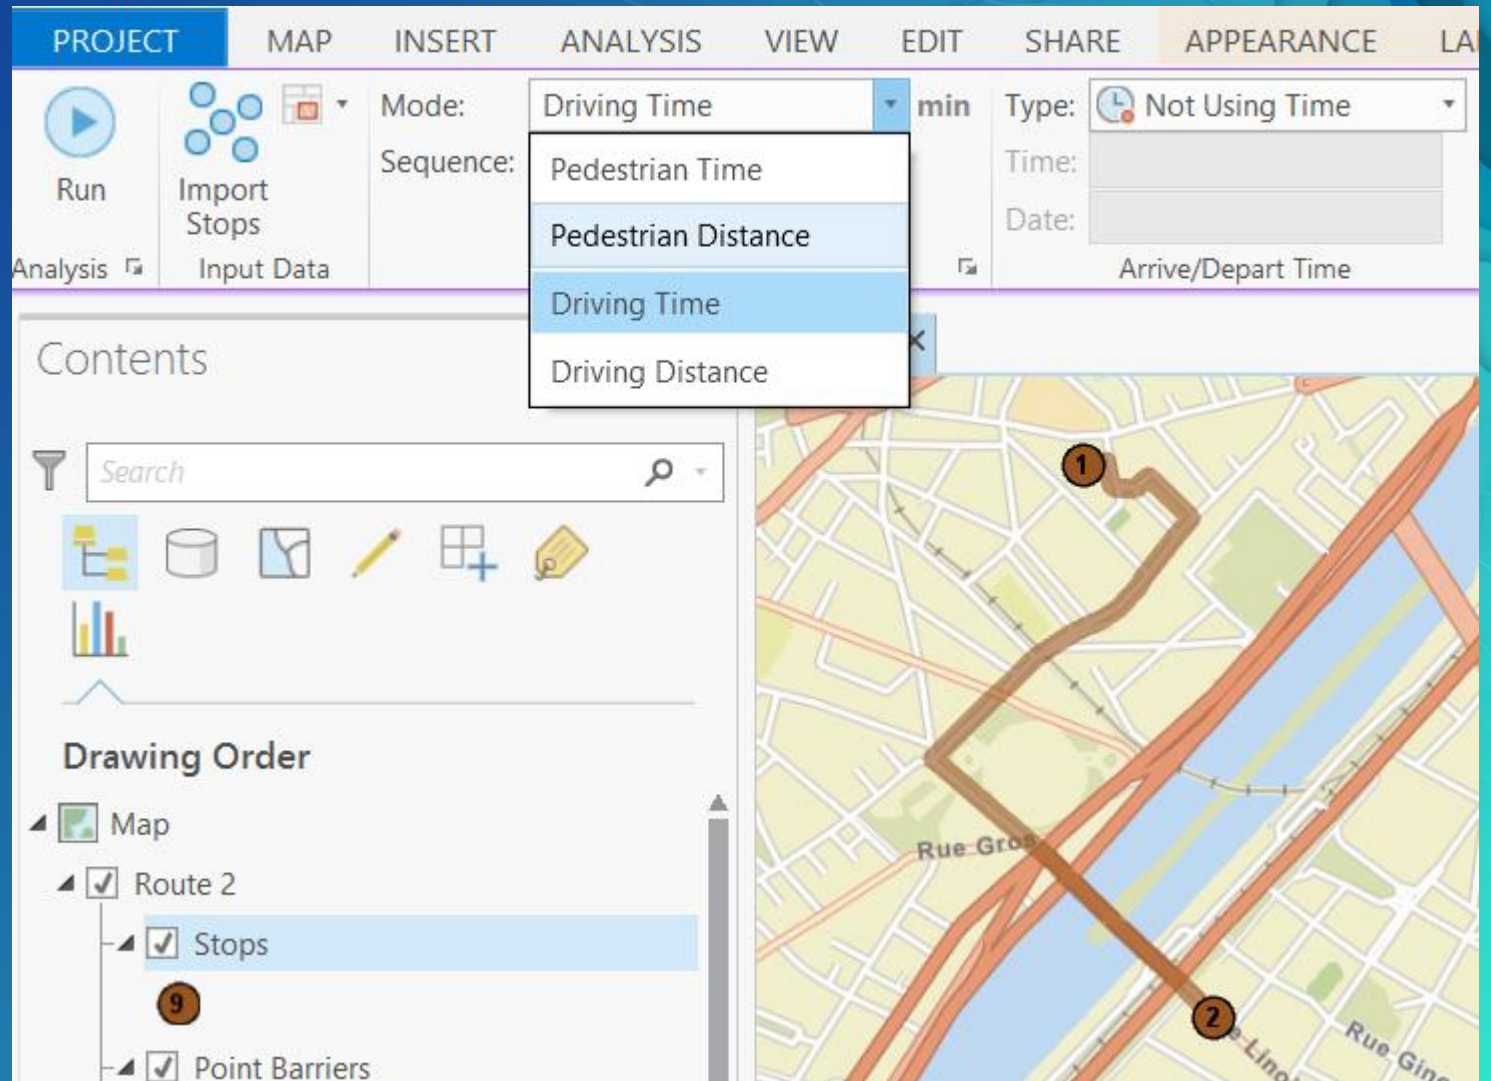 PROJECT MAP INSERT ANALYSIS VIEW EDIT SHARE APPEARANCE LA
Run
Import
Stops
Analysis
Input Data
Mode: Driving Time min
Sequence:
Pedestrian Time
Pedestrian Distance
Driving Time
Driving Distance
Type: Not Using Time
Time:
Date:
Arrive/Depart Time
Contents
Search
Drawing Order
Map
Route 2
Stops
9
Point Barriers
1
Rue Gros
2
Rue Gino